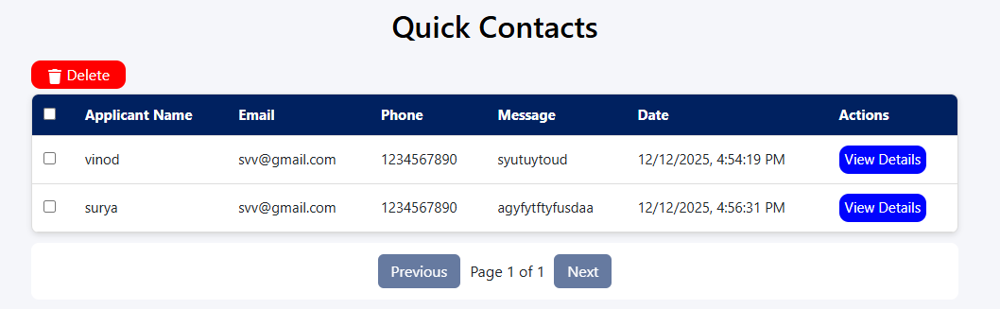 Quick Contacts
Delete
Applicant Name Email Phone Message Date Actions
vinod svv@gmail.com 1234567890 syutuytoud 12/12/2025, 4:54:19 PM View Details
surya svv@gmail.com 1234567890 agyfytftyfusdaa 12/12/2025, 4:56:31 PM View Details
Previous Page 1 of 1 Next